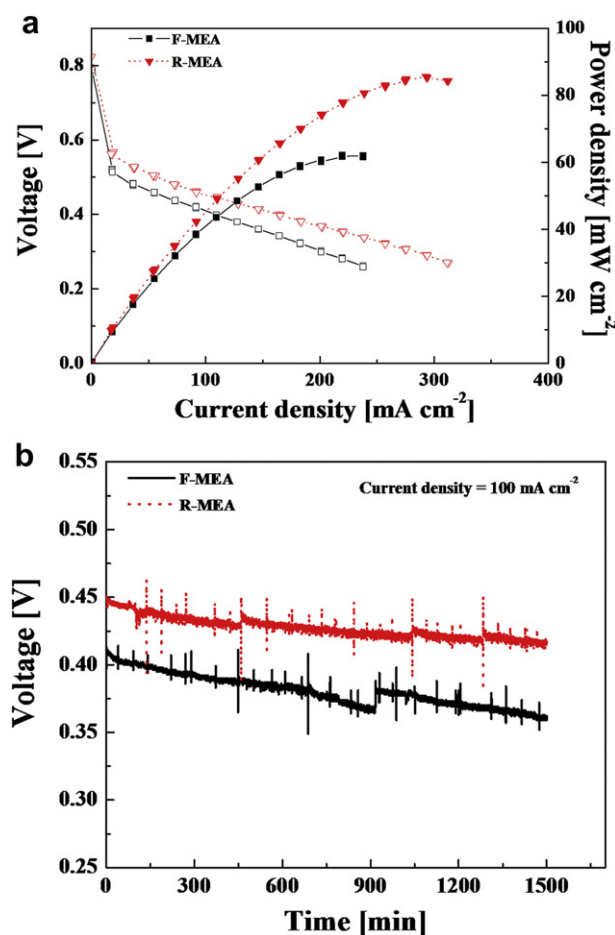 a
F-MEA
R-MEA
Voltage [V]
0.8
0.6
0.4
0.2
0.0
Power density [mW cm⁻²]
100
80
60
40
20
0
0 100 200 300 400
Current density [mA cm⁻²]
b
F-MEA
R-MEA
Current density = 100 mA cm⁻²
Voltage [V]
0.55
0.50
0.45
0.40
0.35
0.30
0.25
0 300 600 900 1200 1500
Time [min]